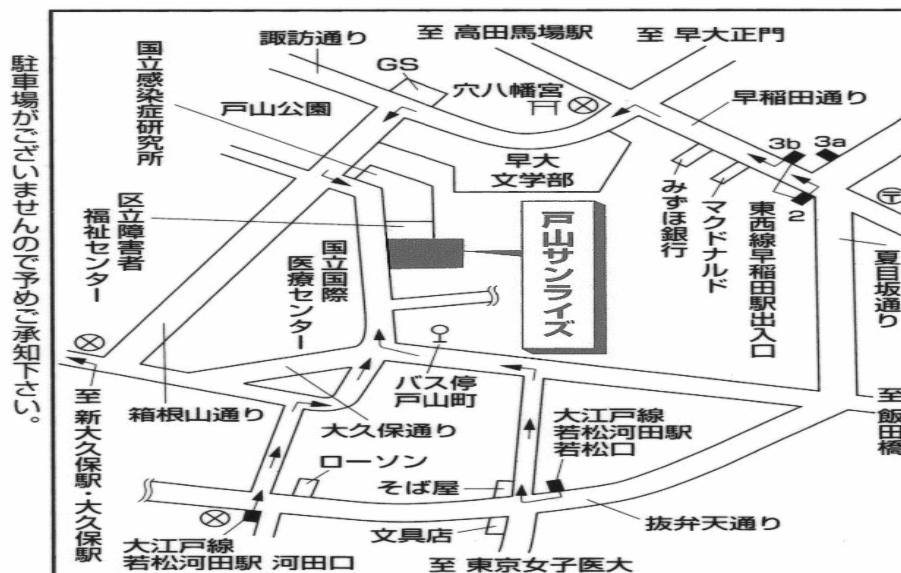 諏訪通り
至 高田馬場駅
至 早大正門
GS
穴八幡宮
早稲田通り
国立感染症研究所
戸山公園
3b
3a
早大
文学部
みずほ銀行
マクドナルド
東西線早稲田駅出入口
2
〒
夏目坂通り
区立障害者
福祉センター
国立国際
医療センター
戸山サンライズ
バス停
戸山町
至 新大久保駅・大久保駅
箱根山通り
大久保通り
大江戸線
若松河田駅
若松口
至 飯田橋
ローソン
そば屋
文具店
抜弁天通り
大江戸線
若松河田駅 河田口
至 東京女子医大
駐車場がございませんので予めご承知下さい。